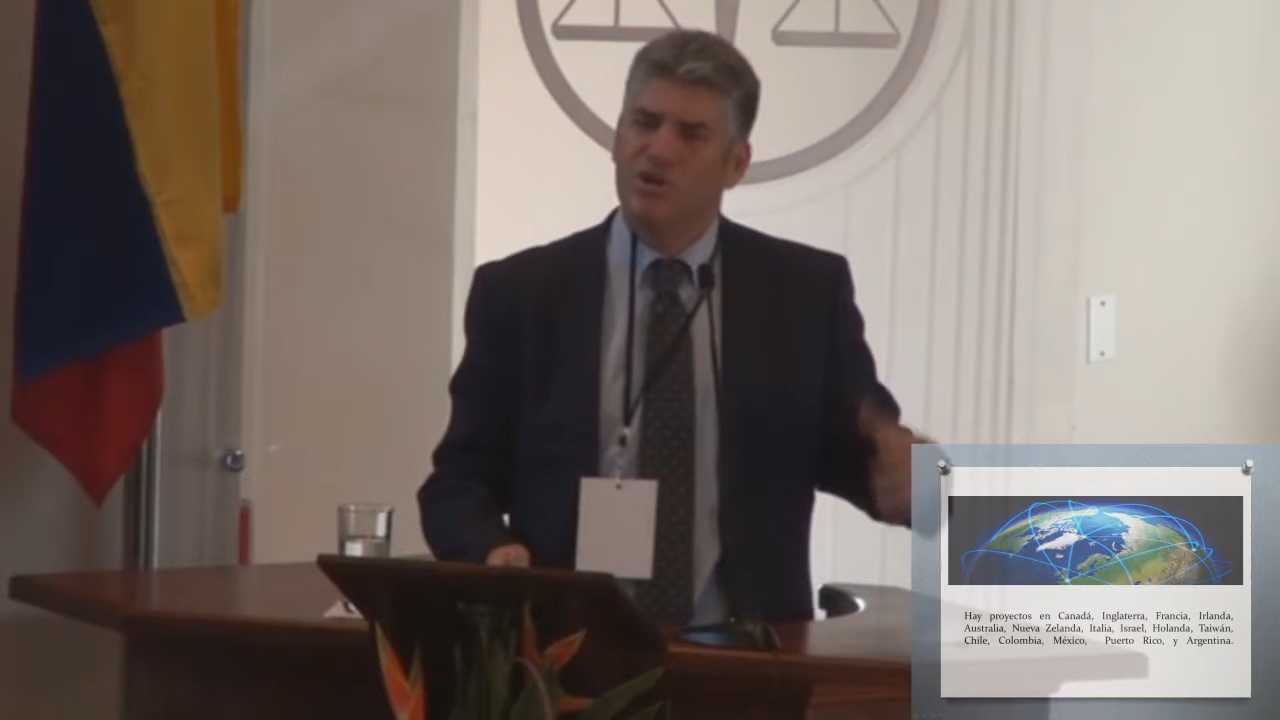 Hay proyectos en Canadá, Inglaterra, Francia, Irlanda,
Australia, Nueva Zelanda, Italia, Israel, Holanda, Taiwán,
Chile, Colombia, México, Puerto Rico, y Argentina.